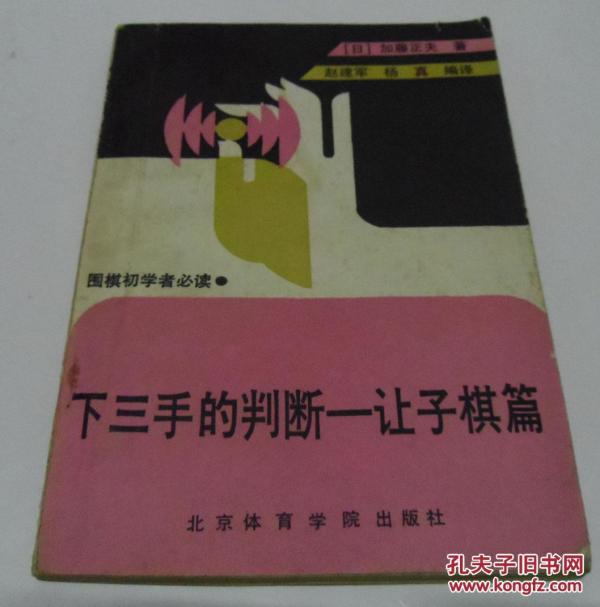 [日] 加藤正夫 著
赵建军 杨真 编译
围棋初学者必读●
下三手的判断—让子棋篇
北京体育学院出版社
孔夫子旧书网
www.kongfz.com